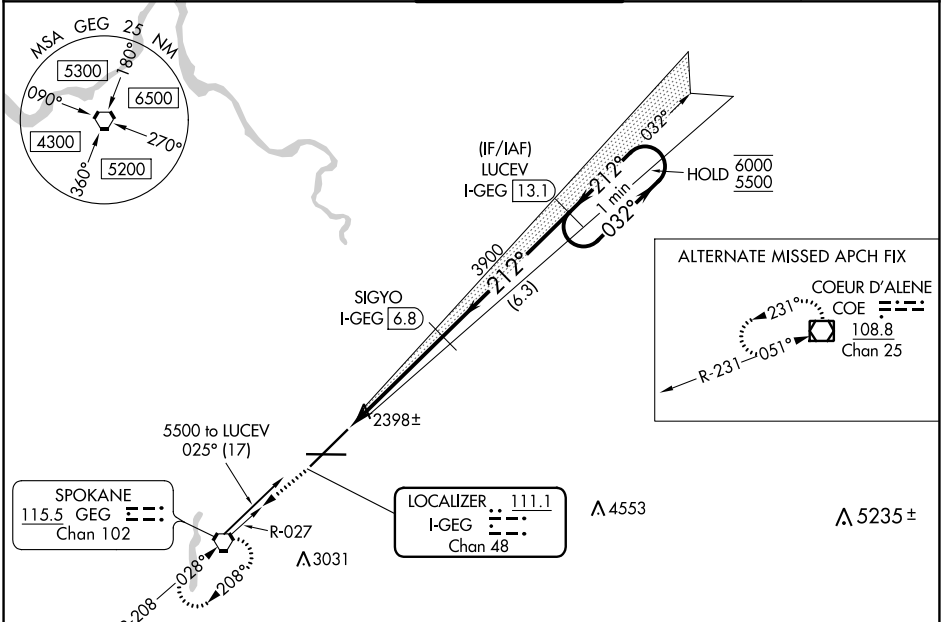 MSA GEG 25 NM
5300
180°
090°
6500
4300
270°
5200
360°
(IF/IAF)
LUCEV
I-GEG 13.1
032°
212°
1 min
032°
HOLD 6000
5500
3900
212°
(6.3)
SIGYO
I-GEG 6.8
ALTERNATE MISSED APCH FIX
COEUR D'ALENE
COE
108.8
Chan 25
231°
R-231
051°
2398±
5500 to LUCEV
025° (17)
SPOKANE
115.5 GEG
Chan 102
R-027
LOCALIZER 111.1
I-GEG
Chan 48
4553
5235±
3031
028°
208°
-208